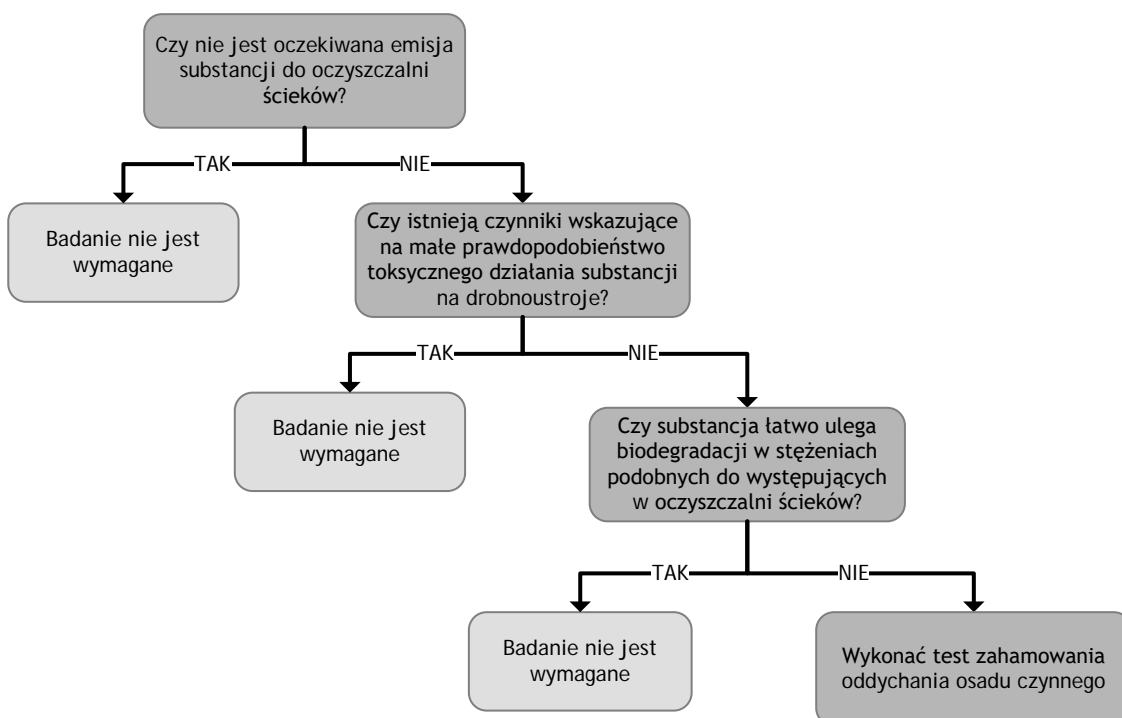 Czy nie jest oczekiwana emisja
substancji do oczyszczalni
ścieków?
TAK
NIE
Badanie nie jest
wymagane
Czy istnieją czynniki wskazujące
na małe prawdopodobieństwo
toksycznego działania substancji
na drobnoustroje?
TAK
NIE
Badanie nie jest
wymagane
Czy substancja łatwo ulega
biodegradacji w stężeniach
podobnych do występujących
w oczyszczalni ścieków?
TAK
NIE
Badanie nie jest
wymagane
Wykonać test zahamowania
oddychania osadu czynnego